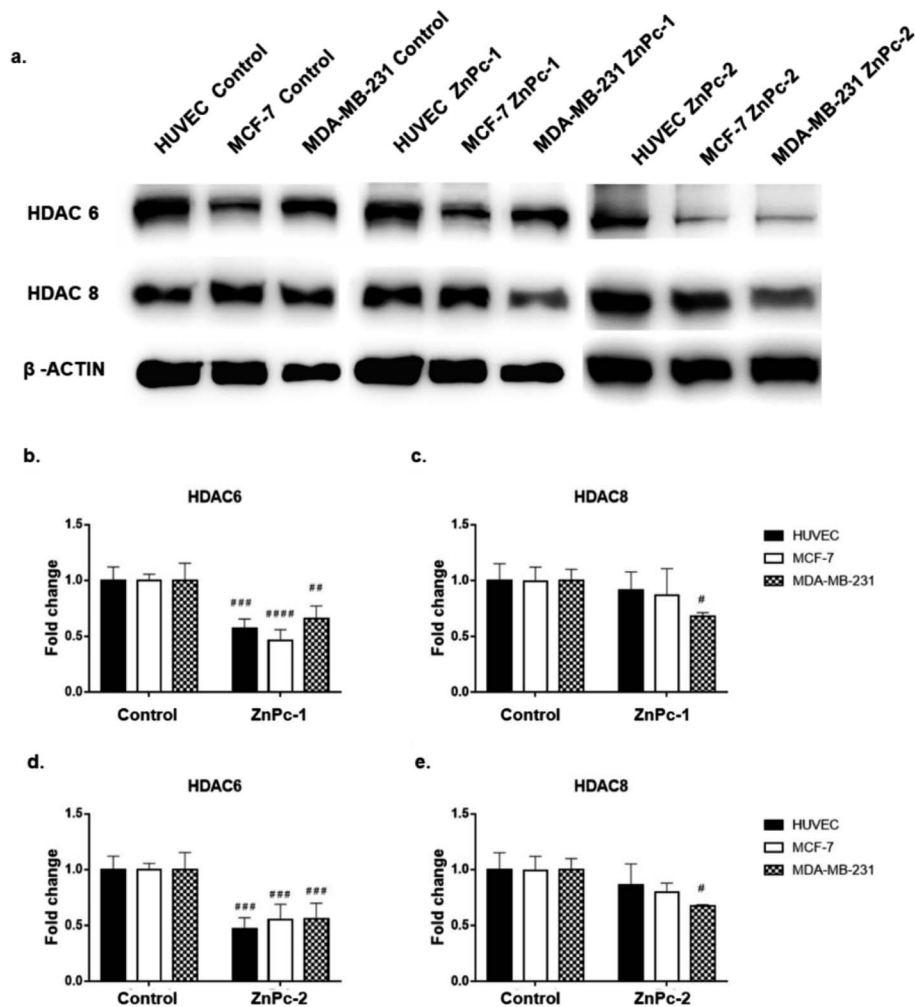 a.
HUVEC Control
MCF-7 Control
MDA-MB-231 Control
HUVEC ZnPc-1
MCF-7 ZnPc-1
MDA-MB-231 ZnPc-1
HUVEC ZnPc-2
MCF-7 ZnPc-2
MDA-MB-231 ZnPc-2
HDAC 6
HDAC 8
β -ACTIN
b.
HDAC6
Fold change
1.5
1.0
0.5
0.0
###
####
##
Control ZnPc-1
c.
HDAC8
Fold change
1.5
1.0
0.5
0.0
#
Control ZnPc-1
HUVEC
MCF-7
MDA-MB-231
d.
HDAC6
Fold change
1.5
1.0
0.5
0.0
### ### ###
Control ZnPc-2
e.
HDAC8
Fold change
1.5
1.0
0.5
0.0
#
Control ZnPc-2
HUVEC
MCF-7
MDA-MB-231